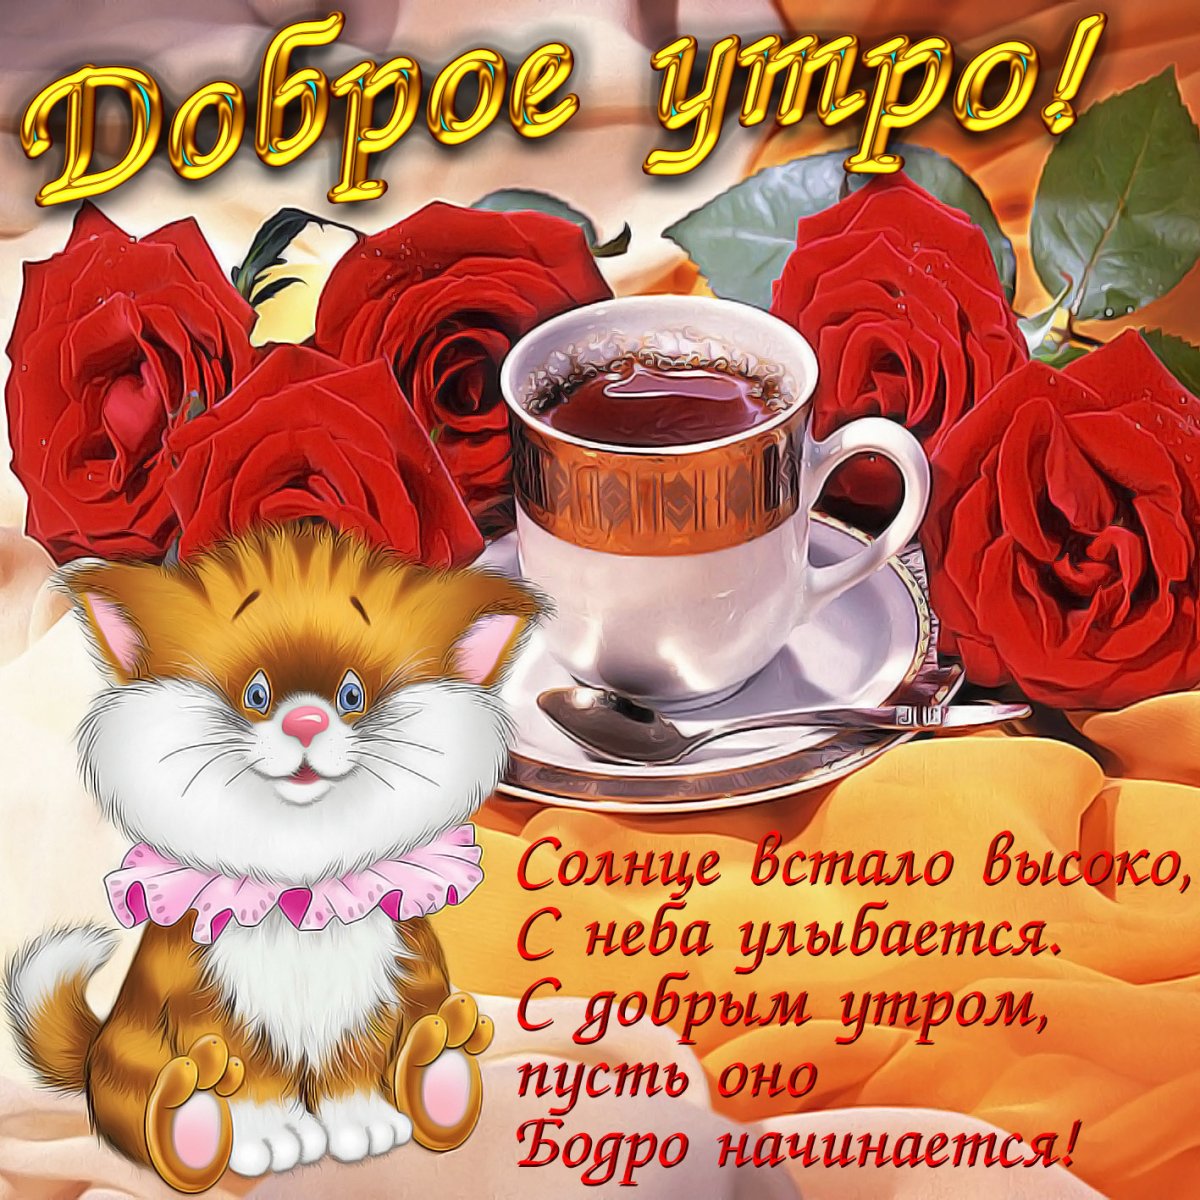 Доброе утро!
Солнце встало высоко,
С неба улыбается.
С добрым утром,
пусть оно
Бодро начинается!